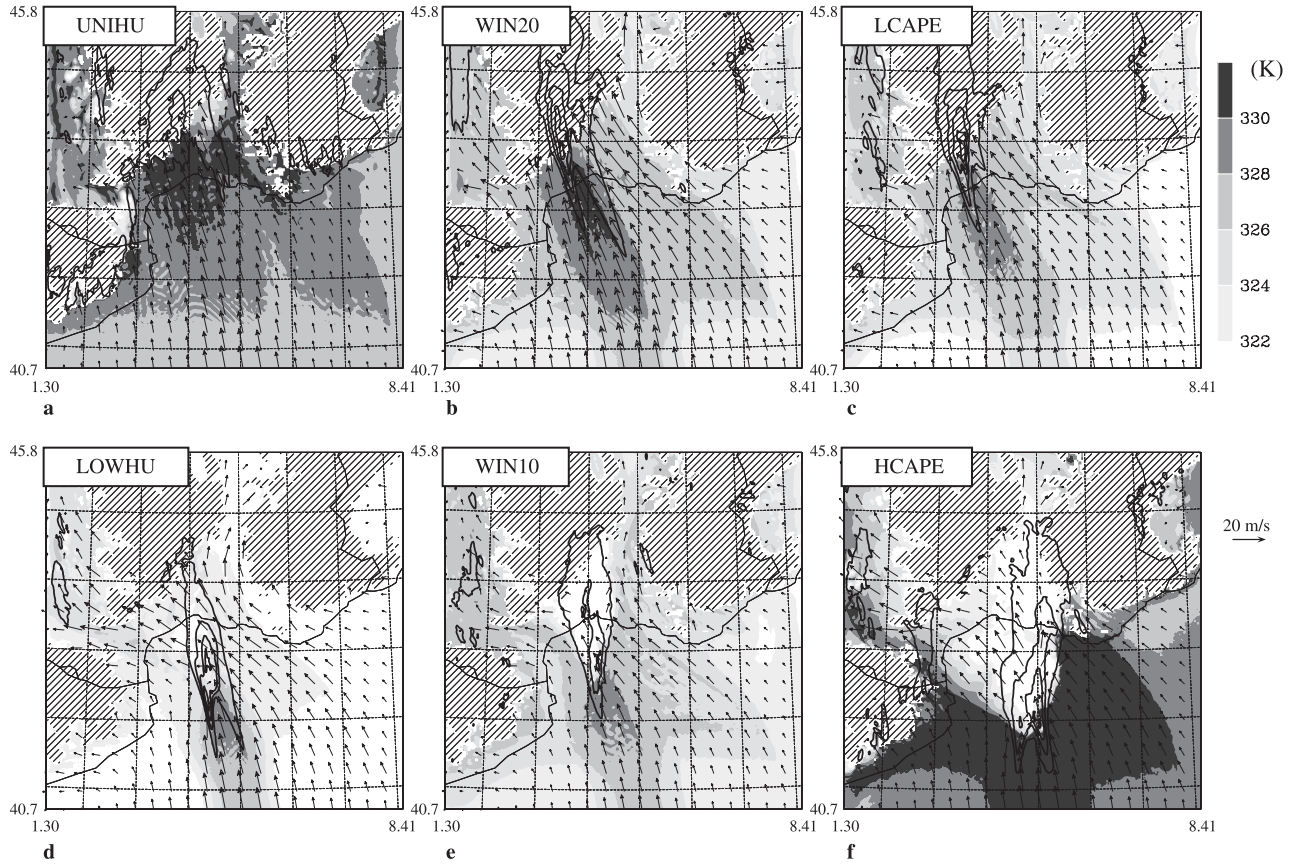 45.8 UNIHU 45.8 WIN20 45.8 LCAPE
(K)
330
328
326
324
322
40.7 40.7 40.7
1.30 8.41 1.30 8.41 1.30 8.41
a b c
45.8 LOWHU 45.8 WIN10 45.8 HCAPE
20 m/s
40.7 40.7 40.7
1.30 8.41 1.30 8.41 1.30 8.41
d e f